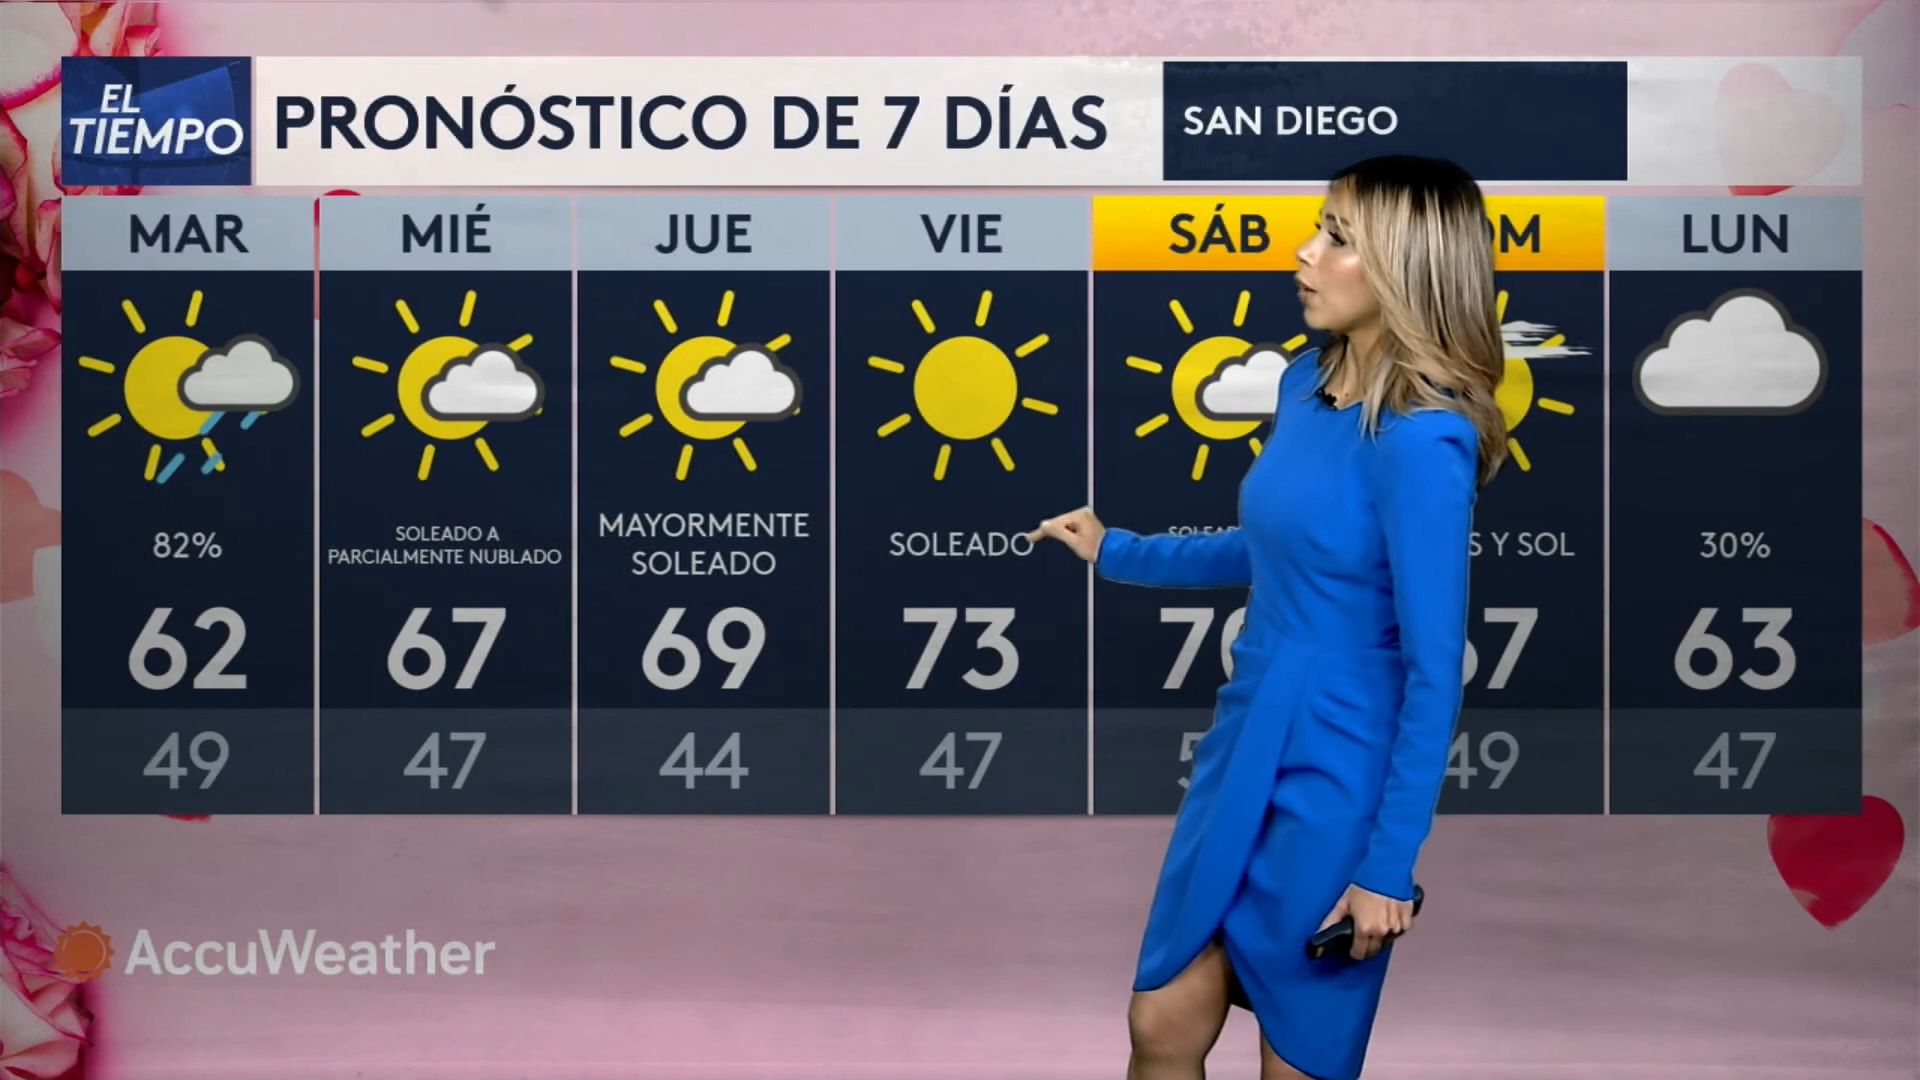 EL
TIEMPO
PRONÓSTICO DE 7 DÍAS
SAN DIEGO
MAR
MIÉ
JUE
VIE
SÁB
LUN
82%
SOLEADO A
PARCIALMENTE NUBLADO
MAYORMENTE
SOLEADO
SOLEADO
Y SOL
30%
62
67
69
73
63
49
47
44
47
49
47
AccuWeather